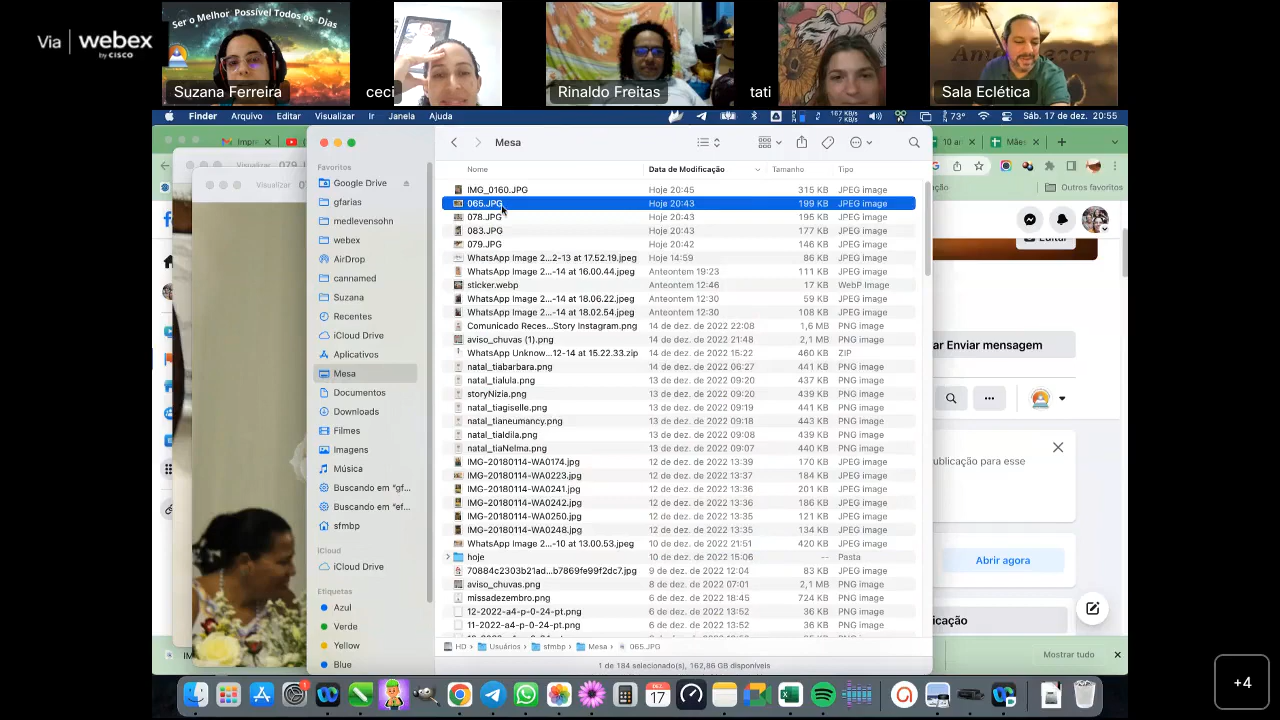 Via | webex
by CISCO
Ser o Melhor Possível Todos os Djas
Suzana Ferreira
ceci
Rinaldo Freitas
tati
Sala Eclética
+4
Finder Arquivo Editar Visualizar Ir Janela Ajuda
73° Sáb. 17 de dez. 20:55
Mesa
Outros favoritos
Favoritos
Google Drive
gfarias
medlevensohn
webex
AirDrop
cannamed
Suzana
Recentes
iCloud Drive
Aplicativos
Mesa
Documentos
Downloads
Filmes
Imagens
Música
Buscando em "gf...
Buscando em "ef...
sfmbp
iCloud
iCloud Drive
Etiquetas
Azul
Verde
Yellow
Blue
Nome Data de Modificação Tamanho Tipo
IMG_0160.JPG Hoje 20:45 315 KB JPEG image
065.JPG Hoje 20:43 199 KB JPEG image
078.JPG Hoje 20:43 195 KB JPEG image
083.JPG Hoje 20:43 177 KB JPEG image
079.JPG Hoje 20:42 146 KB JPEG image
WhatsApp Image 2...2-13 at 17.52.19.jpeg Hoje 14:59 86 KB JPEG image
WhatsApp Image 2...-14 at 16.00.44.jpeg Anteontem 19:23 111 KB JPEG image
sticker.webp Anteontem 12:46 17 KB WebP Image
WhatsApp Image 2...-14 at 18.06.22.jpeg Anteontem 12:30 59 KB JPEG image
WhatsApp Image 2...-14 at 18.02.54.jpeg Anteontem 12:30 108 KB JPEG image
Comunicado Reces...Story Instagram.png 14 de dez. de 2022 22:08 1,6 MB PNG image
aviso_chuvas (1).png 14 de dez. de 2022 21:48 2,1 MB PNG image
WhatsApp Unknow...12-14 at 15.22.33.zip 14 de dez. de 2022 15:22 460 KB ZIP
natal_tiabarbara.png 14 de dez. de 2022 06:27 441 KB PNG image
natal_tialula.png 13 de dez. de 2022 09:20 437 KB PNG image
storyNizia.png 13 de dez. de 2022 09:20 439 KB PNG image
natal_tiagiselle.png 13 de dez. de 2022 09:19 441 KB PNG image
natal_tianeumancy.png 13 de dez. de 2022 09:18 443 KB PNG image
natal_tiaIdila.png 13 de dez. de 2022 09:08 439 KB PNG image
natal_tiaNelma.png 13 de dez. de 2022 09:07 440 KB PNG image
IMG-20180114-WA0174.jpg 12 de dez. de 2022 13:39 170 KB JPEG image
IMG-20180114-WA0223.jpg 12 de dez. de 2022 13:37 184 KB JPEG image
IMG-20180114-WA0241.jpg 12 de dez. de 2022 13:36 201 KB JPEG image
IMG-20180114-WA0242.jpg 12 de dez. de 2022 13:36 186 KB JPEG image
IMG-20180114-WA0250.jpg 12 de dez. de 2022 13:35 121 KB JPEG image
IMG-20180114-WA0248.jpg 12 de dez. de 2022 13:35 134 KB JPEG image
WhatsApp Image 2...-10 at 13.00.53.jpeg 10 de dez. de 2022 21:51 420 KB JPEG image
hoje 10 de dez. de 2022 15:06 -- Pasta
70884c2303b21ad...b7869fe99f2dc7.jpg 9 de dez. de 2022 12:04 83 KB JPEG image
aviso_chuvas.png 8 de dez. de 2022 07:01 2,1 MB PNG image
missadezembro.png 6 de dez. de 2022 18:45 724 KB PNG image
12-2022-a4-p-0-24-pt.png 6 de dez. de 2022 13:52 36 KB PNG image
11-2022-a4-p-0-24-pt.png 6 de dez. de 2022 13:52 36 KB PNG image
HD Usuários sfmbp Mesa 065.JPG
1 de 184 selecionado(s), 162,86 GB disponíveis
Editar
ar Enviar mensagem
ublicação para esse
Abrir agora
icação
Mostrar tudo
17